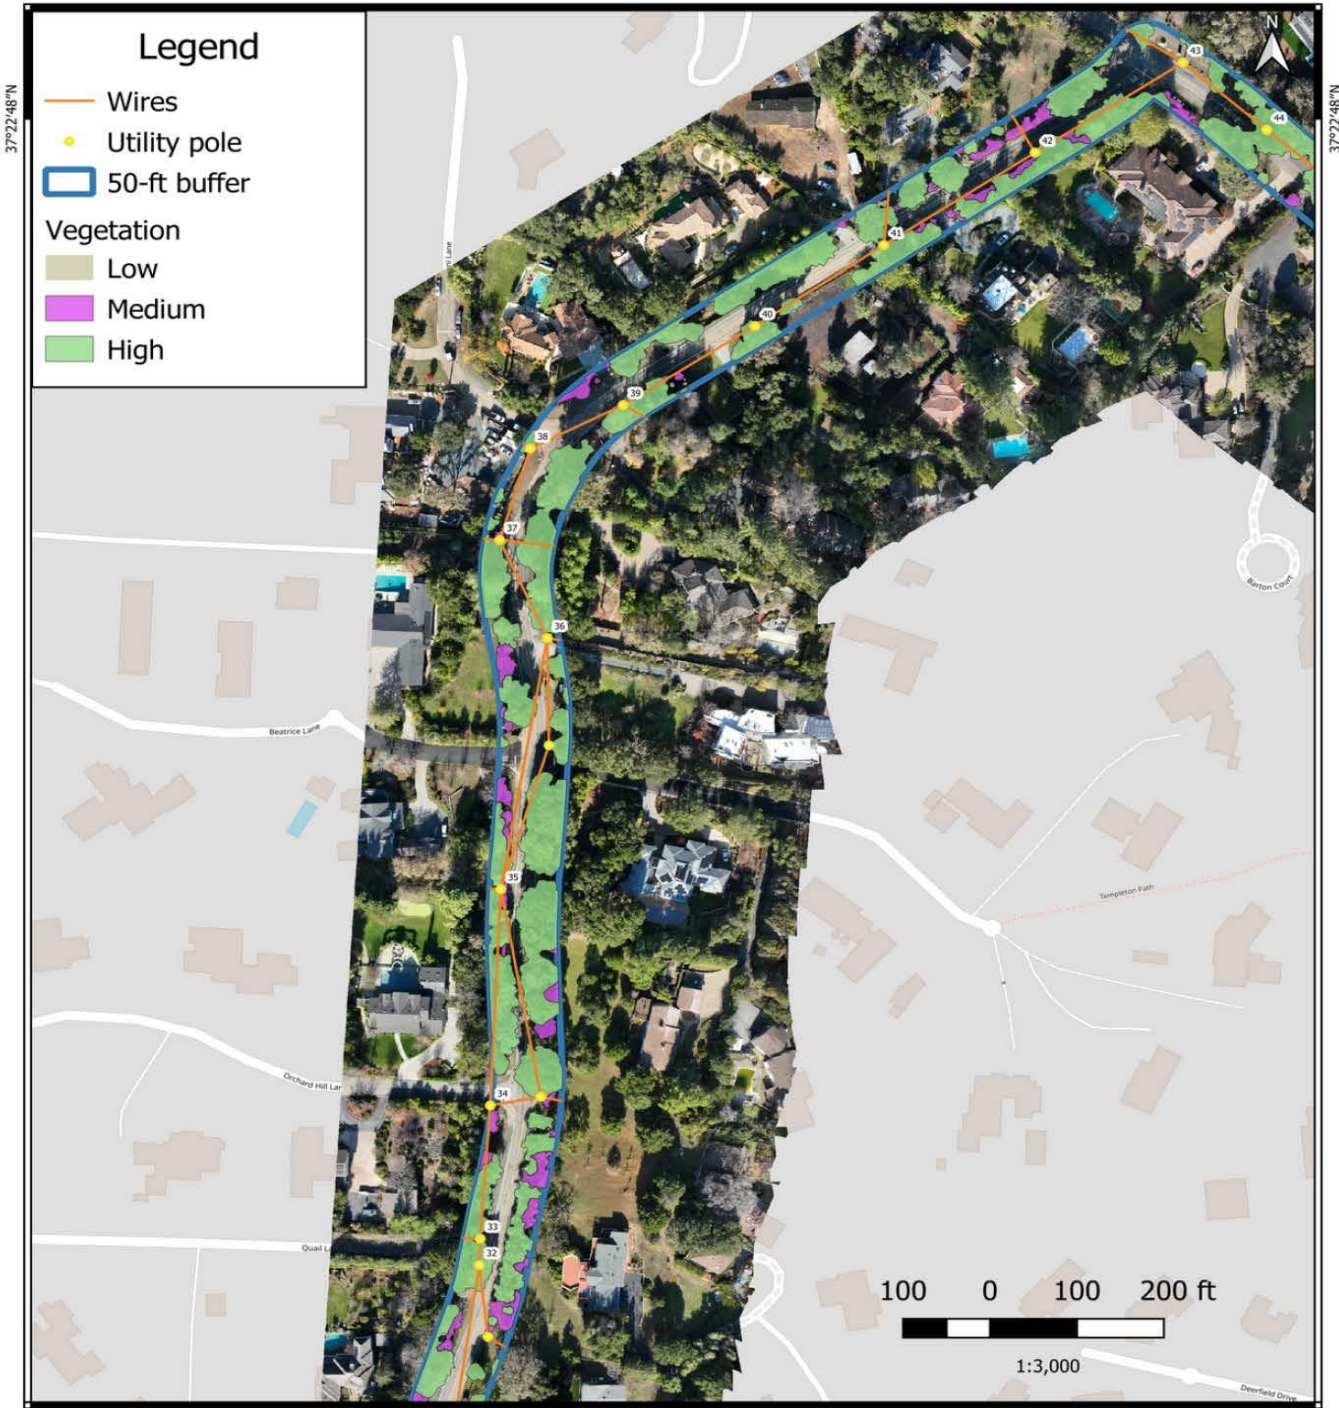 Legend
Wires
Utility pole
50-ft buffer
Vegetation
Low
Medium
High
37°22'48"N
37°22'48"N
N
43
44
42
41
40
39
38
37
36
Barton Court
Beatrice Lane
35
Templeton Path
Orchard Hill Lan
34
33
32
Quail L
100 0 100 200 ft
1:3,000
Deerfield Drive